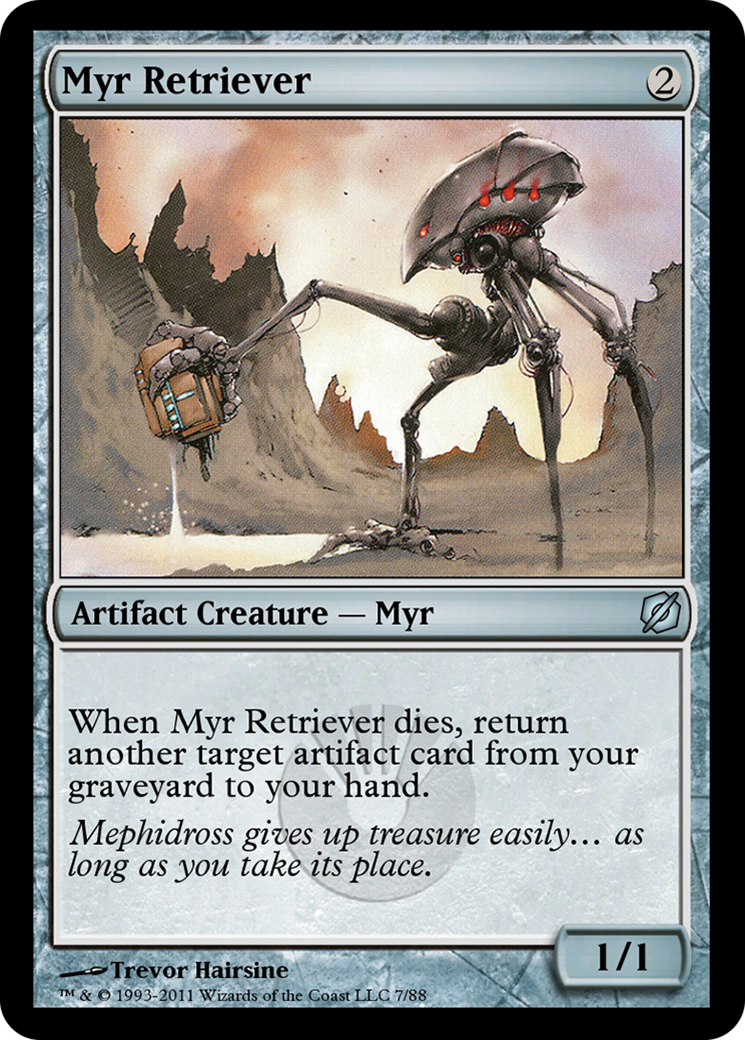 Myr Retriever 2
Artifact Creature — Myr
When Myr Retriever dies, return
another target artifact card from your
graveyard to your hand.
Mephidross gives up treasure easily… as
long as you take its place.
1/1
Trevor Hairsine
™ & © 1993-2011 Wizards of the Coast LLC 7/88